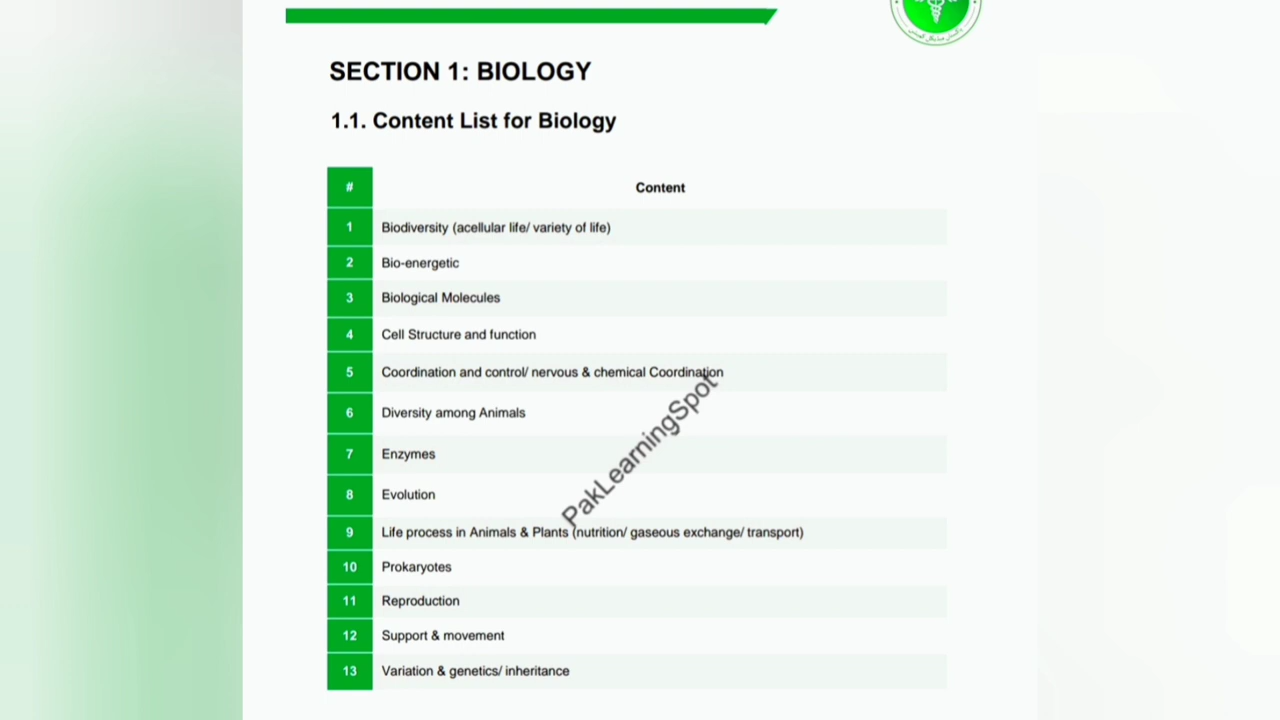 SECTION 1: BIOLOGY
1.1. Content List for Biology
# Content
1 Biodiversity (acellular life/ variety of life)
2 Bio-energetic
3 Biological Molecules
4 Cell Structure and function
5 Coordination and control/ nervous & chemical Coordination
6 Diversity among Animals
7 Enzymes
8 Evolution
9 Life process in Animals & Plants (nutrition/ gaseous exchange/ transport)
10 Prokaryotes
11 Reproduction
12 Support & movement
13 Variation & genetics/ inheritance
PakLearningSpot